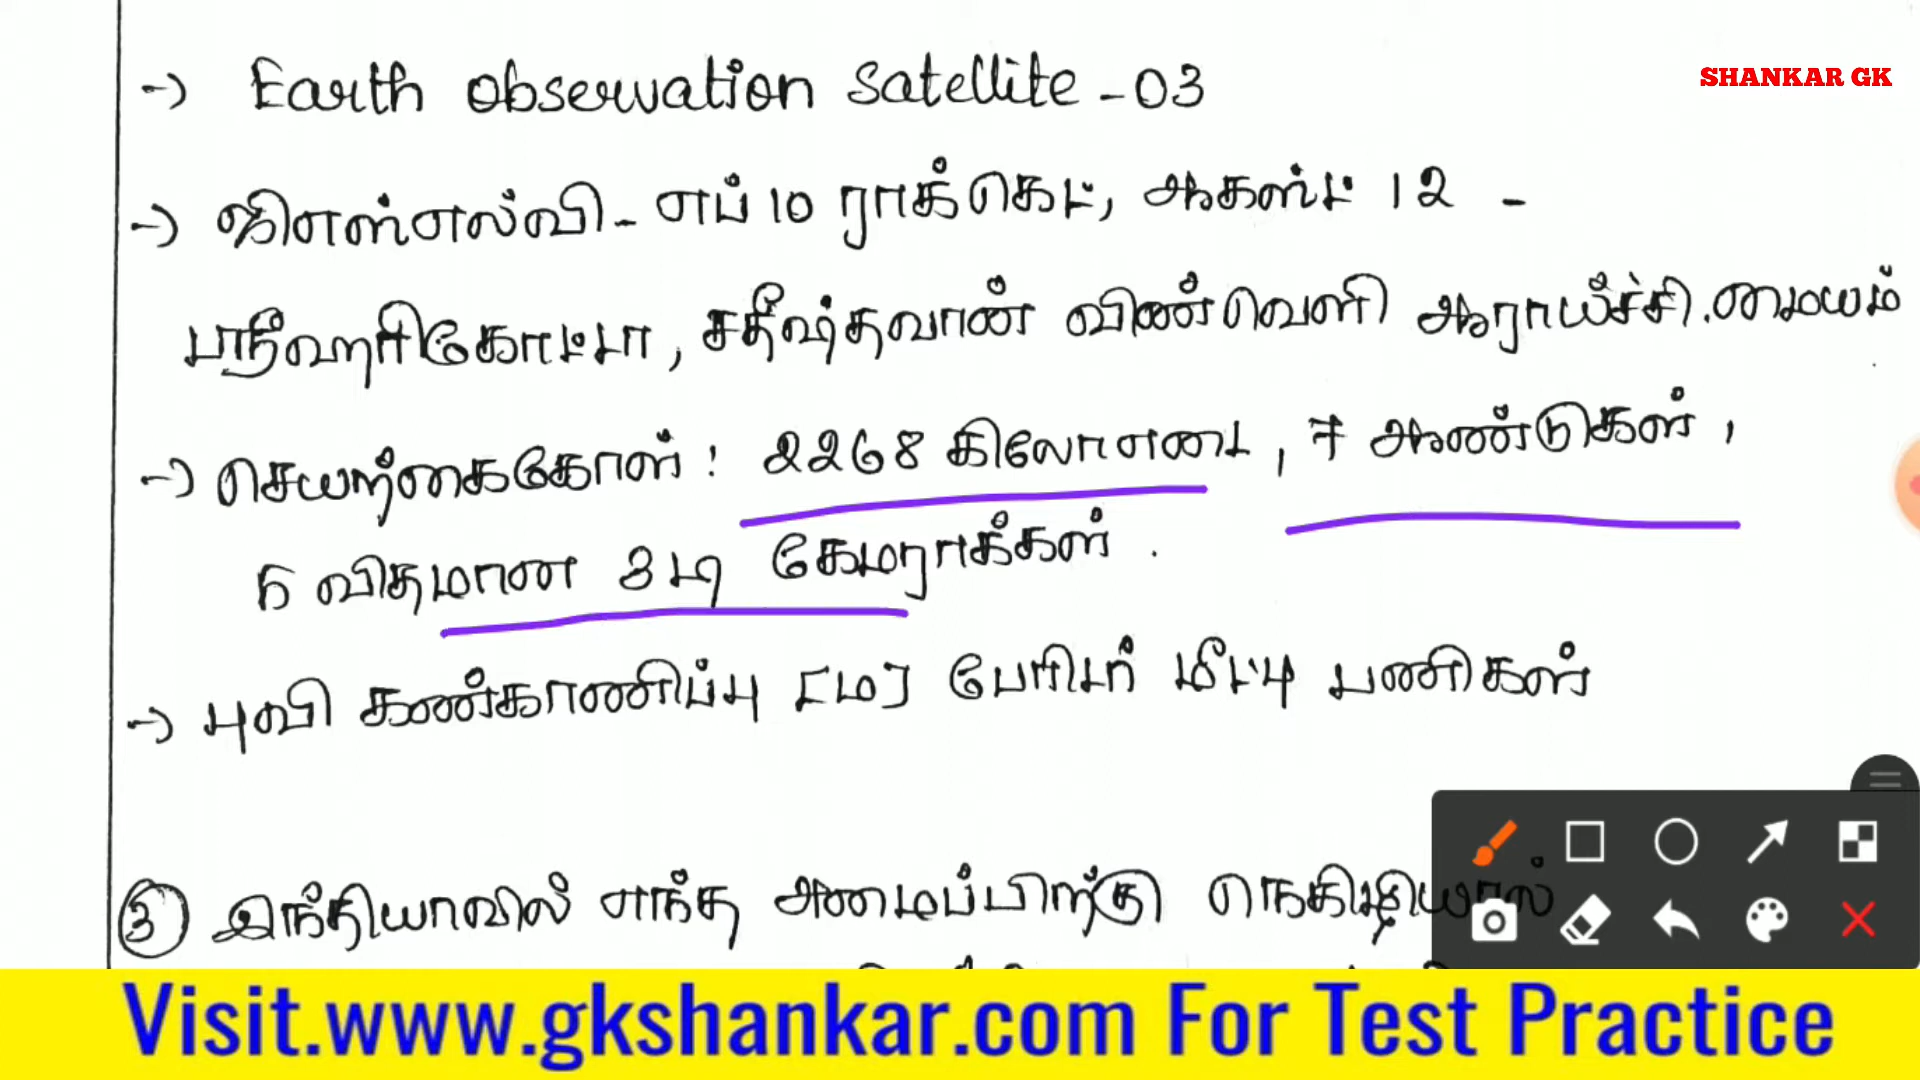 SHANKAR GK
→ Earth observation satellite - 03
→ ஜிஎஸ்எல்வி - எப் 10 ராக்கெட், ஆகஸ்ட் 12 -
ஸ்ரீஹரிகோட்டா, சதீஷ்தவாண் விண்வெளி ஆராய்ச்சி மையம்
→ செயற்கைகோள் : 2268 கிலோஎடை, 7 ஆண்டுகள்,
5 விதமான 3டி கேமராக்கள்.
→ புவி கண்காணிப்பு [ம] பேரிடர் மீட்பு பணிகள்
③ இந்தியாவில் எந்த அமைப்பிற்கு நெகிழியால்
Visit.www.gkshankar.com For Test Practice